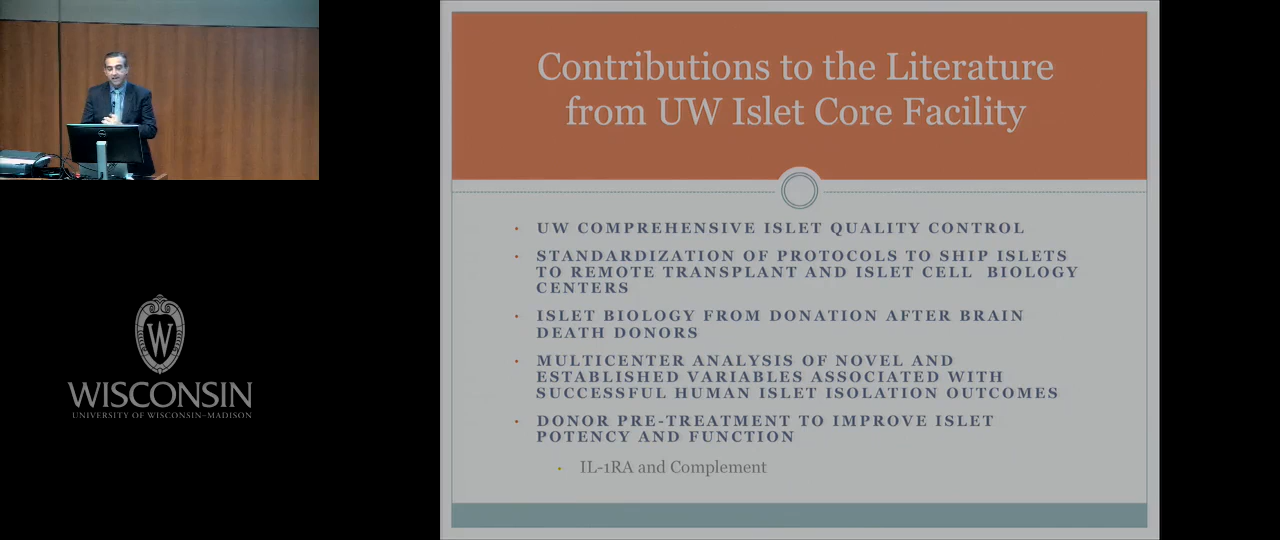 Contributions to the Literature
from UW Islet Core Facility
• UW COMPREHENSIVE ISLET QUALITY CONTROL
• STANDARDIZATION OF PROTOCOLS TO SHIP ISLETS
TO REMOTE TRANSPLANT AND ISLET CELL BIOLOGY
CENTERS
• ISLET BIOLOGY FROM DONATION AFTER BRAIN
DEATH DONORS
• MULTICENTER ANALYSIS OF NOVEL AND
ESTABLISHED VARIABLES ASSOCIATED WITH
SUCCESSFUL HUMAN ISLET ISOLATION OUTCOMES
• DONOR PRE-TREATMENT TO IMPROVE ISLET
POTENCY AND FUNCTION
• IL-1RA and Complement
W
WISCONSIN
UNIVERSITY OF WISCONSIN–MADISON